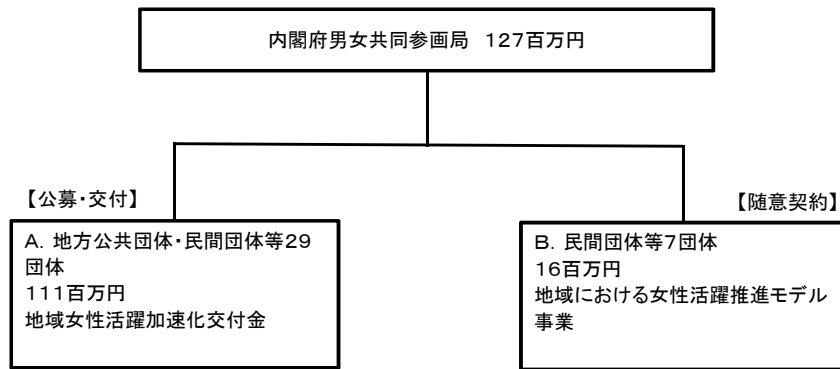 内閣府男女共同参画局　127百万円
【公募・交付】
A. 地方公共団体・民間団体等29
団体
111百万円
地域女性活躍加速化交付金
【随意契約】
B. 民間団体等7団体
16百万円
地域における女性活躍推進モデル
事業